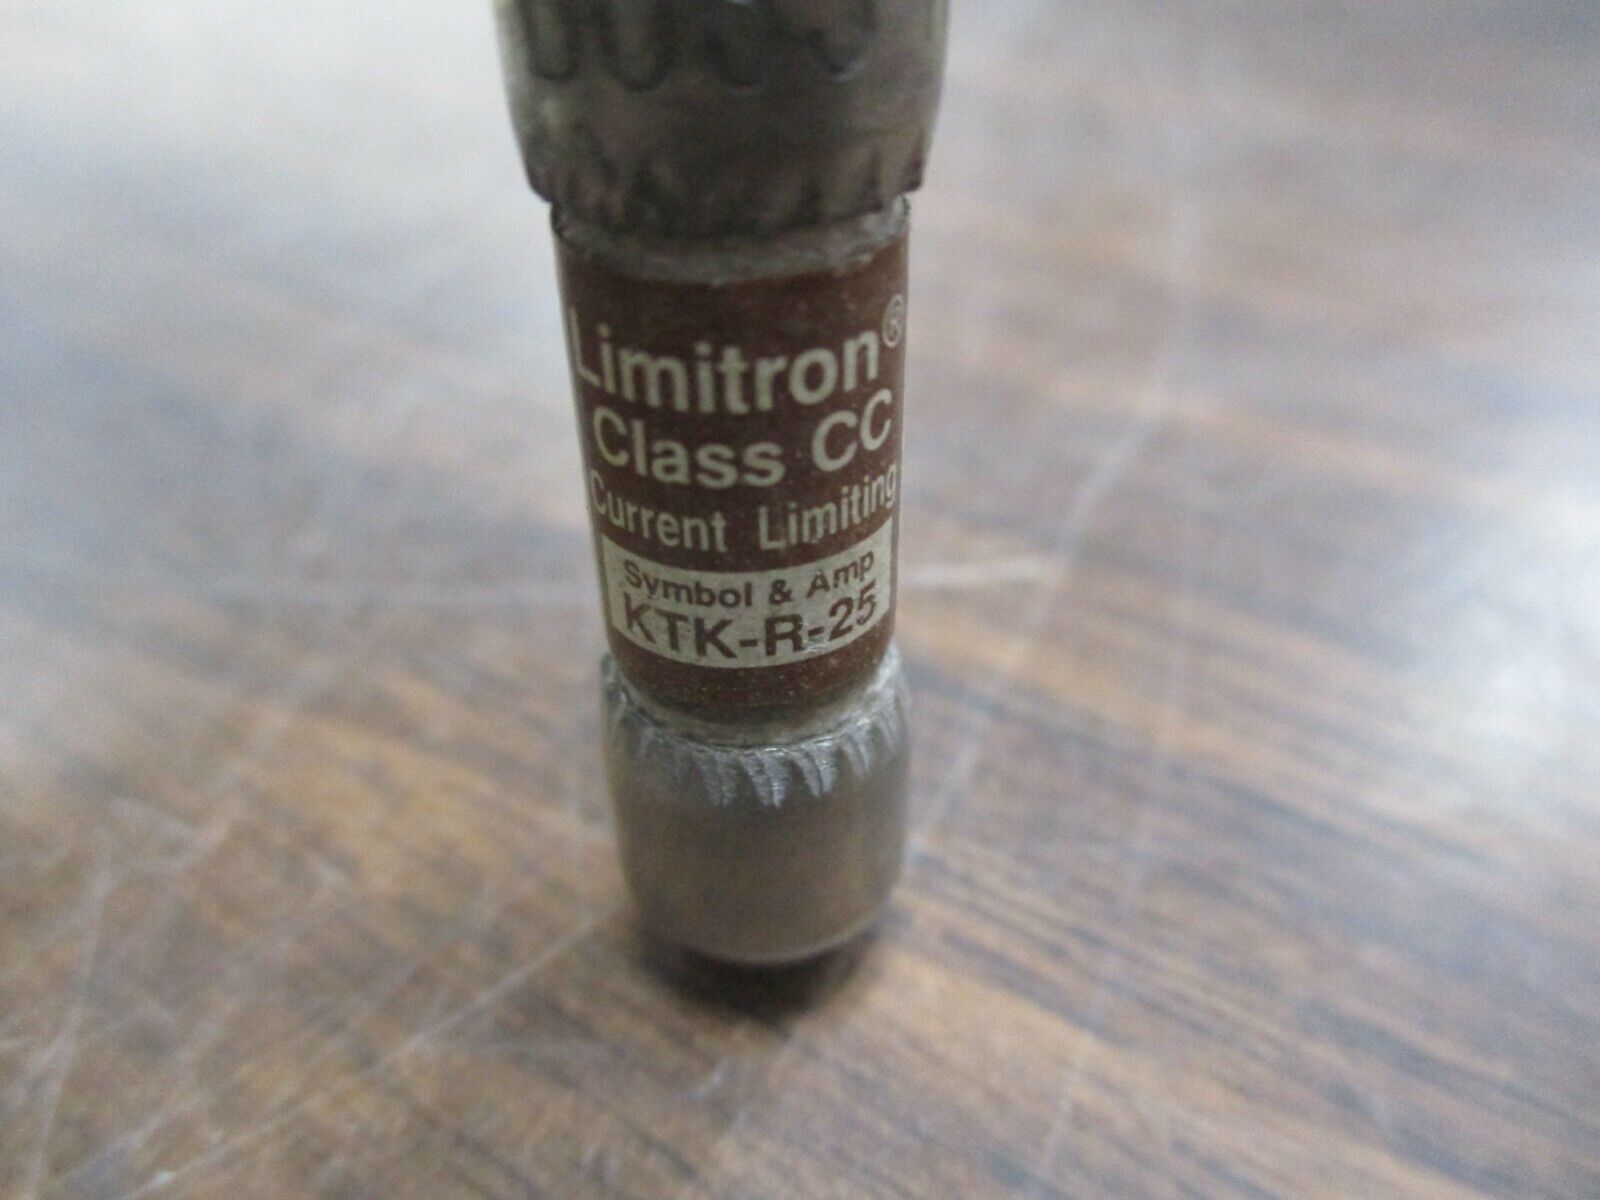 Limitron®
Class CC
Current Limiting
Symbol & Amp
KTK-R-25